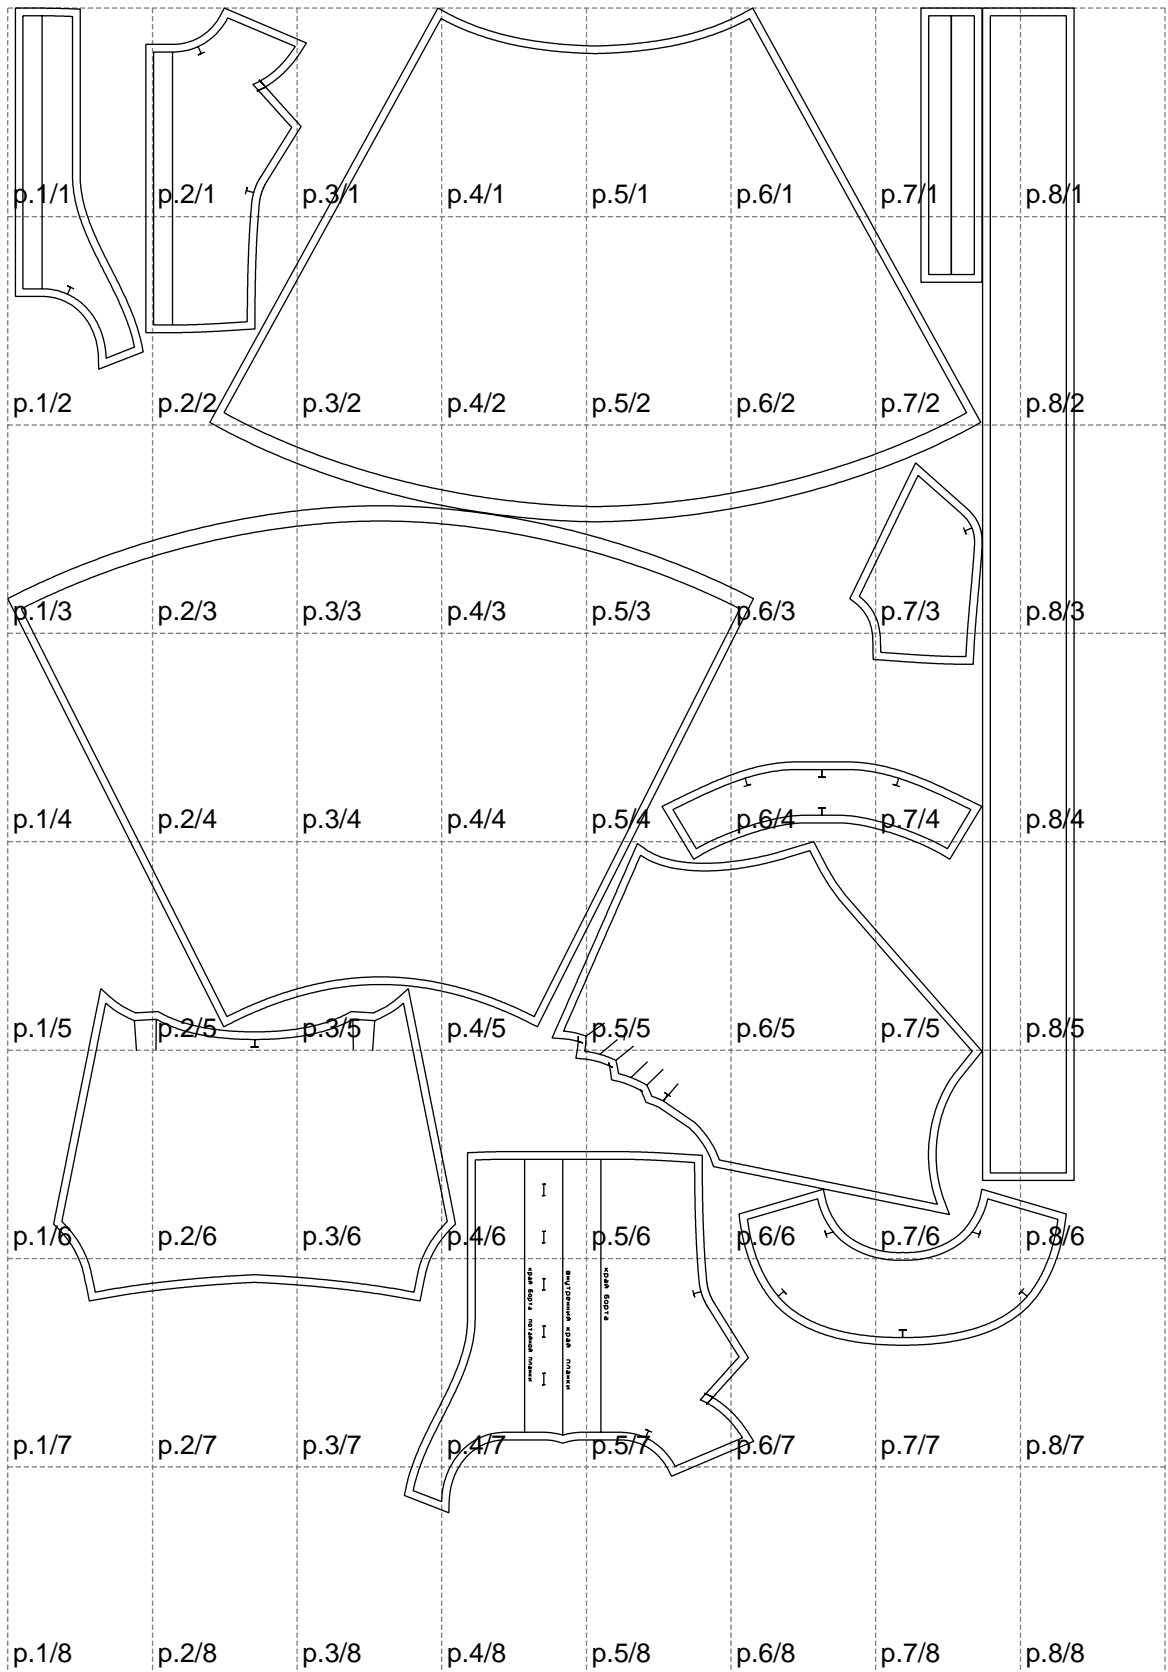 p.1/1 p.2/1 p.3/1 p.4/1 p.5/1 p.6/1 p.7/1 p.8/1
p.1/2 p.2/2 p.3/2 p.4/2 p.5/2 p.6/2 p.7/2 p.8/2
p.1/3 p.2/3 p.3/3 p.4/3 p.5/3 p.6/3 p.7/3 p.8/3
p.1/4 p.2/4 p.3/4 p.4/4 p.5/4 p.6/4 p.7/4 p.8/4
p.1/5 p.2/5 p.3/5 p.4/5 p.5/5 p.6/5 p.7/5 p.8/5
p.1/6 p.2/6 p.3/6 p.4/6 p.5/6 p.6/6 p.7/6 p.8/6
край борта потайной планки
внутренний край планки
край борта
p.1/7 p.2/7 p.3/7 p.4/7 p.5/7 p.6/7 p.7/7 p.8/7
p.1/8 p.2/8 p.3/8 p.4/8 p.5/8 p.6/8 p.7/8 p.8/8